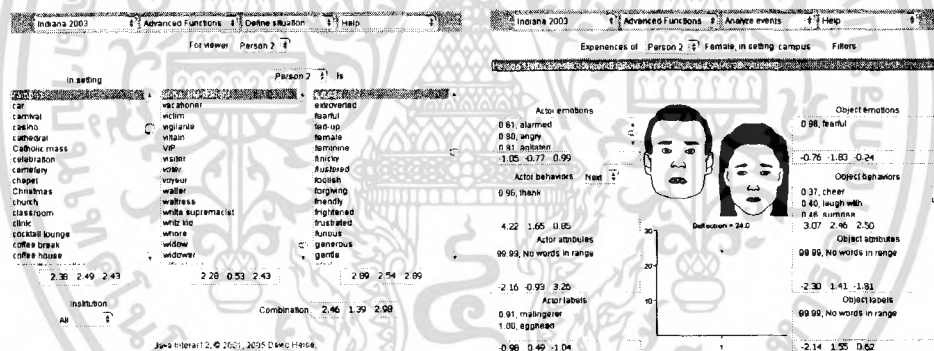 Indiana 2003 Advanced Functions Define situation Help
For viewer Person 2
In setting
Person 2 is
car
carnival
casino
cathedral
Catholic mass
celebration
cemetery
chapel
Christmas
church
classroom
clinic
cocktail lounge
coffee break
coffee house
vacationer
victim
vigilante
villain
VIP
visitor
voter
voyeur
waiter
waitress
white supremacist
whiz kid
whore
widow
widower
extroverted
fearful
fed-up
female
feminine
finicky
flustered
foolish
forgiving
friendly
frightened
frustrated
furious
generous
gentle
2.38 2.49 2.43
2.28 0.53 2.43
2.89 2.54 2.89
Institution
All
Combination 2.46 1.39 2.98
Java Interact 2, © 2001, 2005 David Heise,
Indiana 2003 Advanced Functions Analyze events Help
Experiences of Person 2 Female, in setting campus Filters
Actor emotions
0.61, alarmed
0.80, angry
0.81, agitated
-1.05 -0.77 0.99
Actor behaviors Next
0.96, thank
4.22 1.65 0.85
Actor attributes
99.99, No words in range
-2.16 -0.93 3.26
Actor labels
0.91, malingerer
1.00, egghead
-0.98 0.49 -1.04
Deflection = 24.0
30
20
10
1
Object emotions
0.98, fearful
-0.76 -1.83 -0.24
Object behaviors
0.37, cheer
0.40, laugh with
0.46, surprise
3.07 2.46 2.50
Object attributes
99.99, No words in range
-2.30 1.41 -1.81
Object labels
99.99, No words in range
-2.14 1.55 0.62